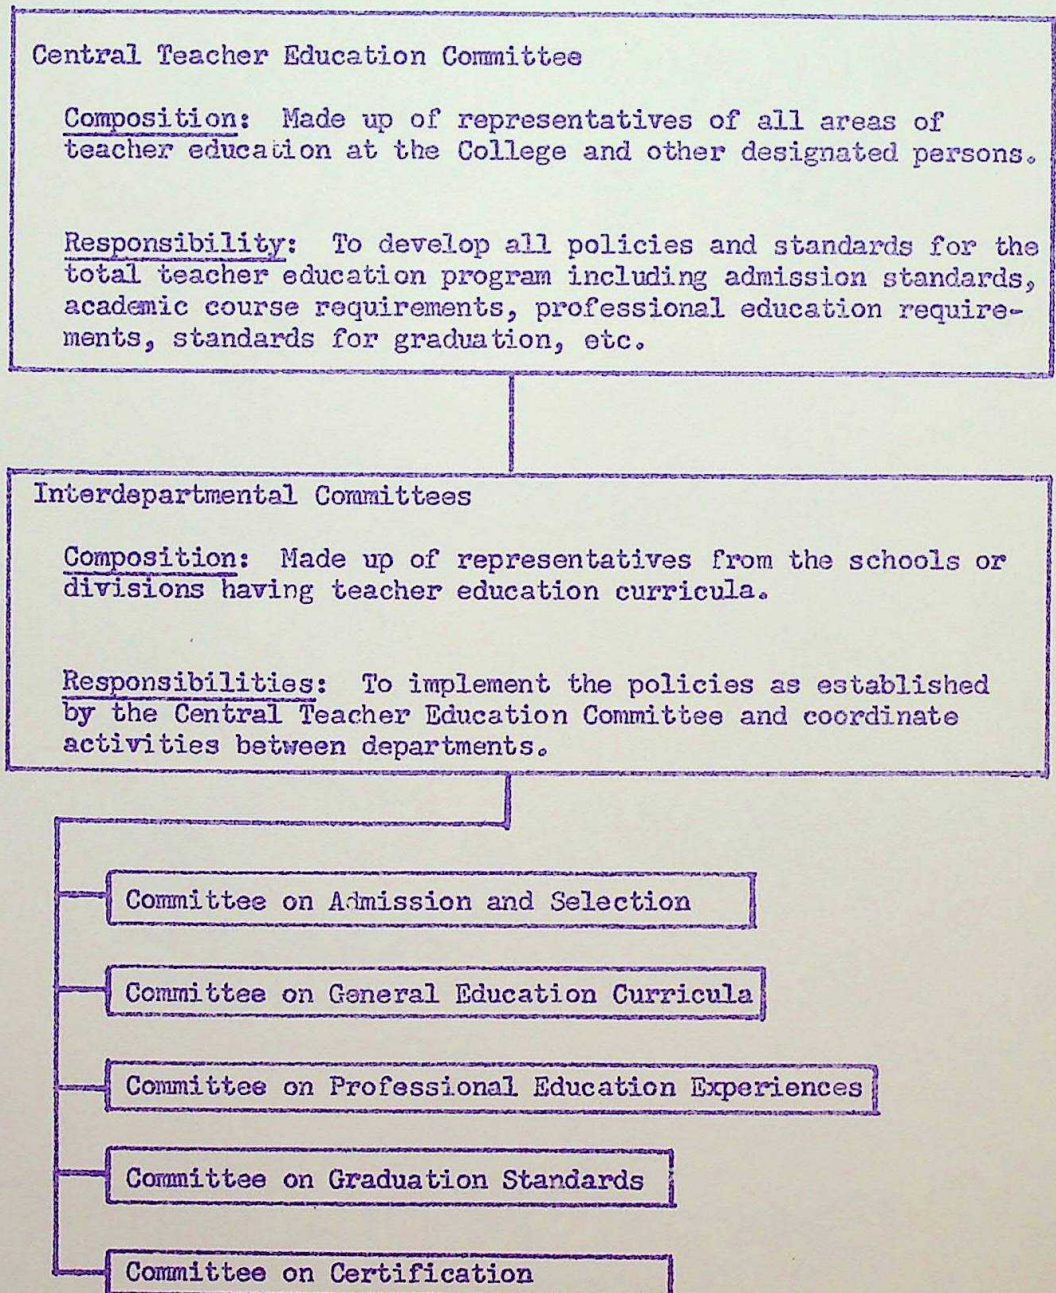 Central Teacher Education Committee
Composition: Made up of representatives of all areas of
teacher education at the College and other designated persons.
Responsibility: To develop all policies and standards for the
total teacher education program including admission standards,
academic course requirements, professional education require-
ments, standards for graduation, etc.
Interdepartmental Committees
Composition: Made up of representatives from the schools or
divisions having teacher education curricula.
Responsibilities: To implement the policies as established
by the Central Teacher Education Committee and coordinate
activities between departments.
Committee on Admission and Selection
Committee on General Education Curricula
Committee on Professional Education Experiences
Committee on Graduation Standards
Committee on Certification